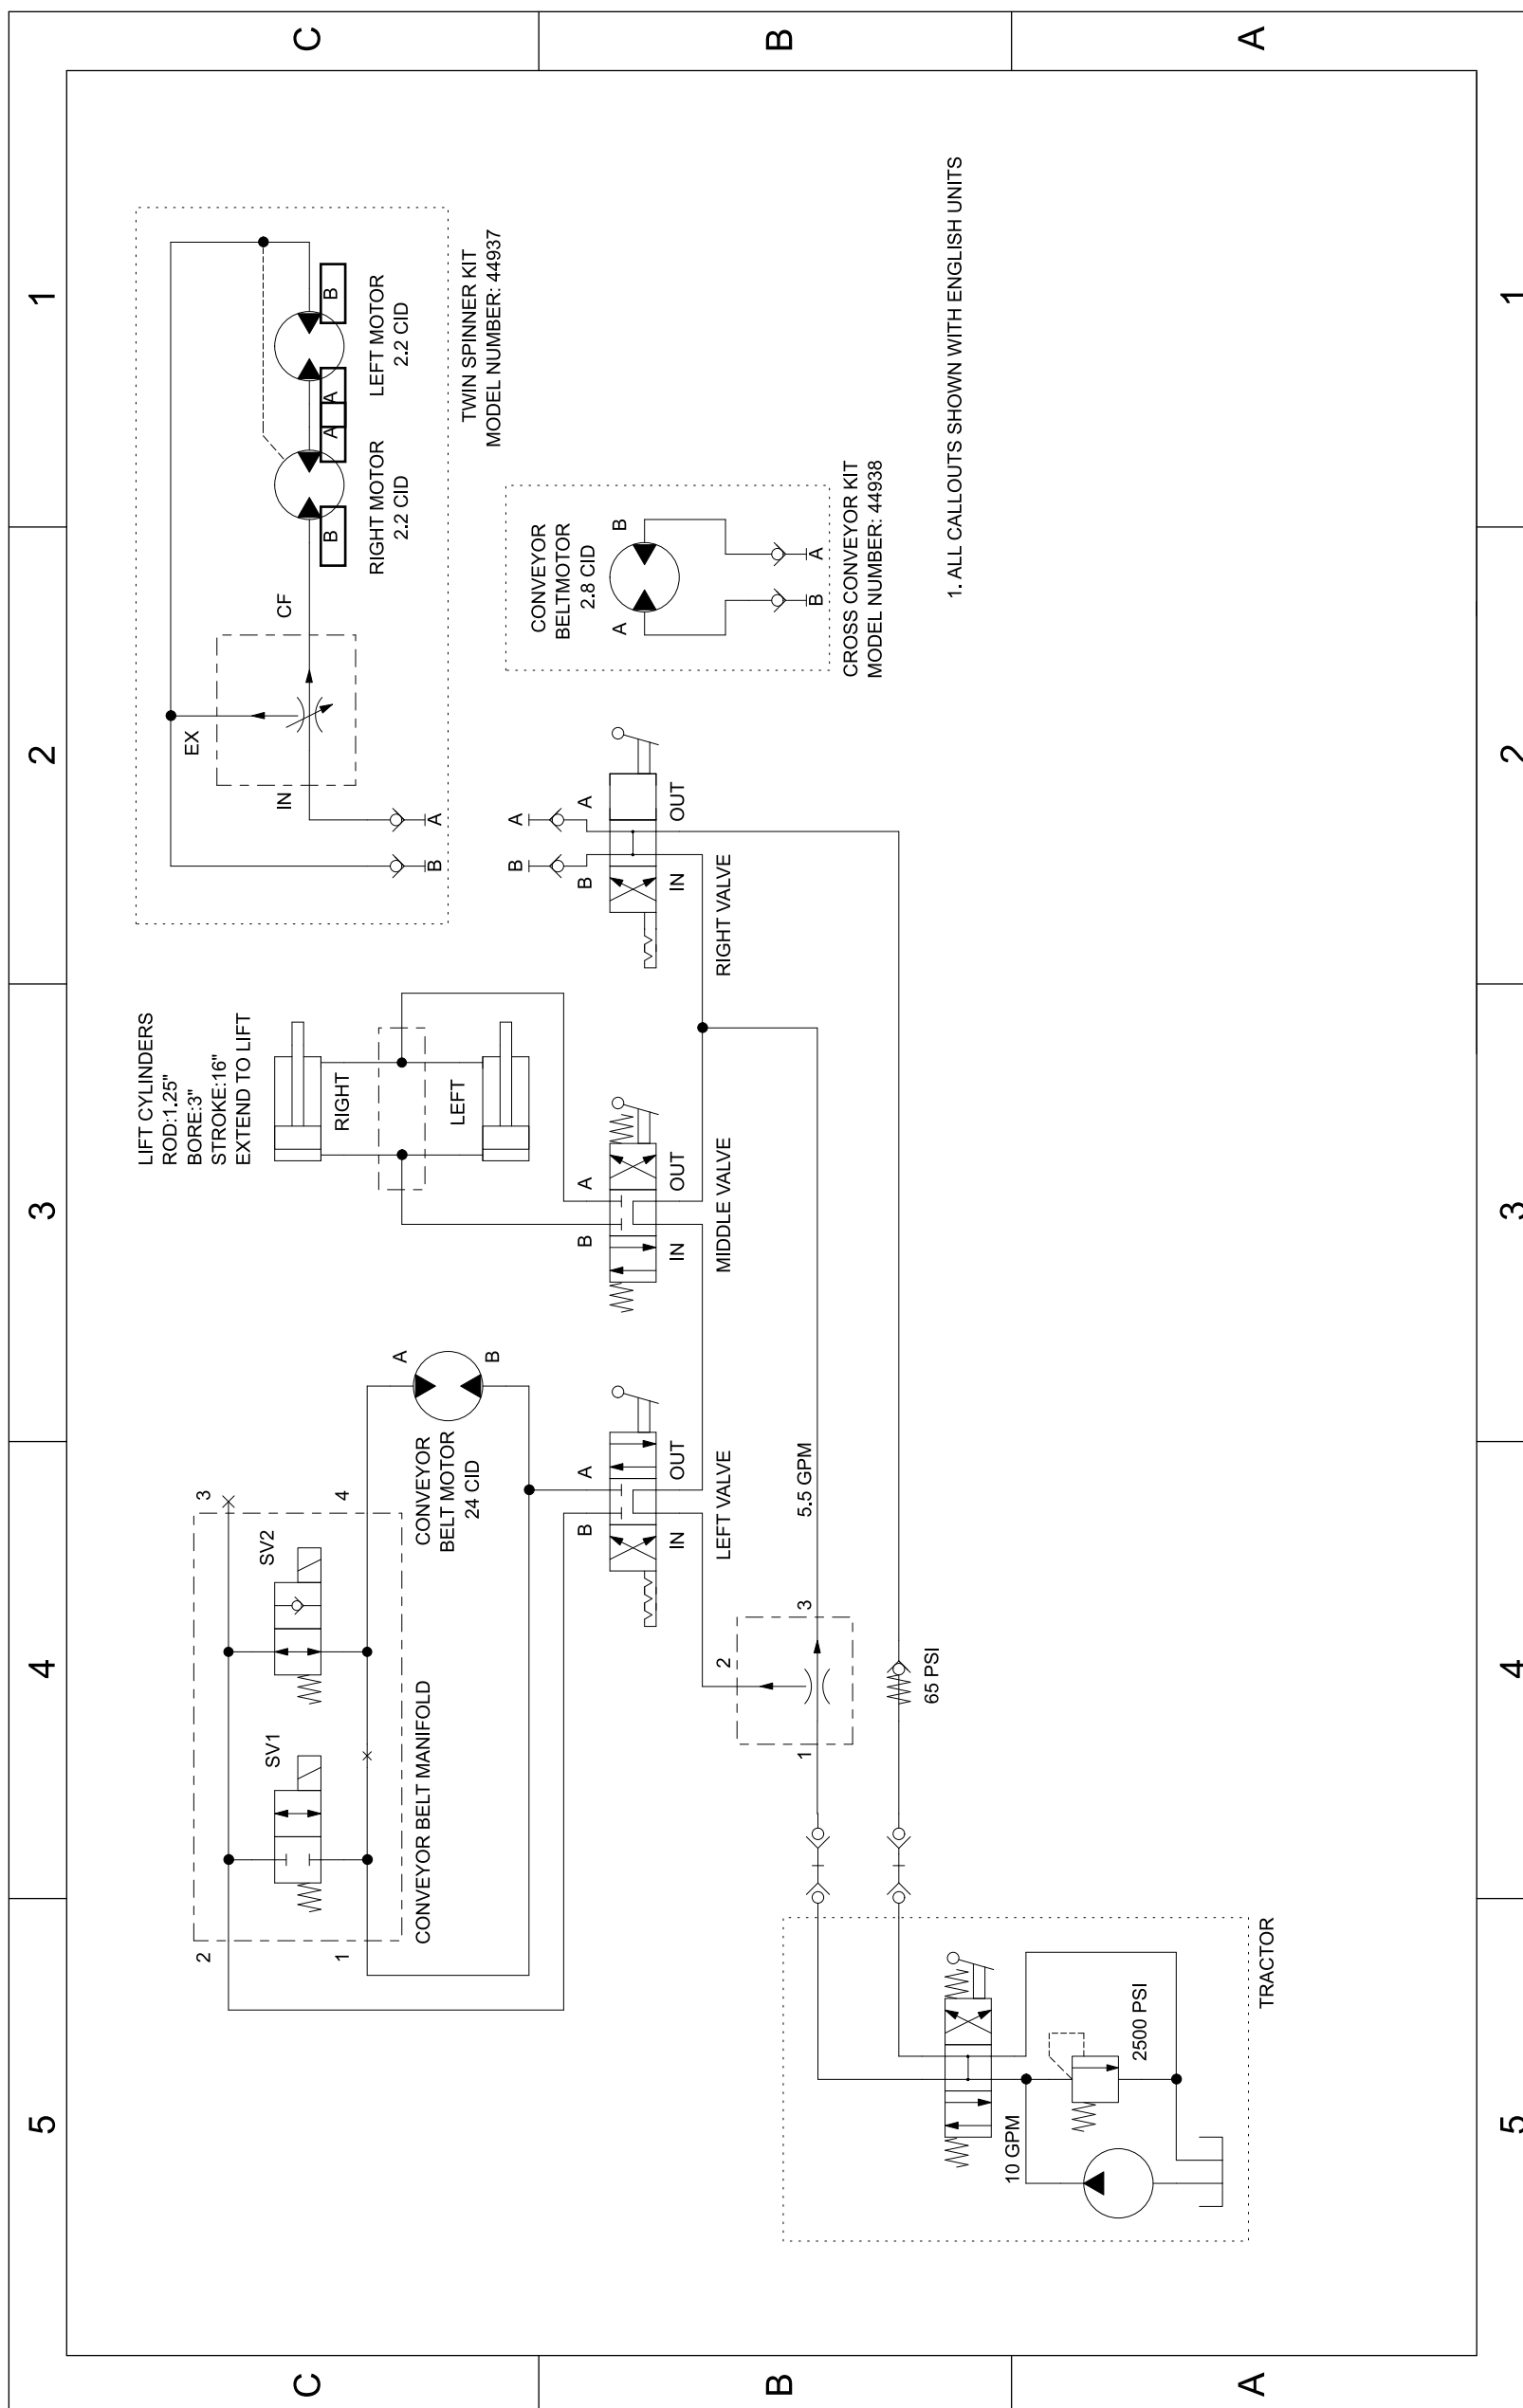 5
4
3
2
1
C
B
A
LIFT CYLINDERS
ROD:1.25"
BORE:3"
STROKE:16"
EXTEND TO LIFT
RIGHT
LEFT
2
1
3
4
SV1
SV2
CONVEYOR BELT MANIFOLD
CONVEYOR
BELT MOTOR
24 CID
A
B
B
A
IN
OUT
LEFT VALVE
B
A
IN
OUT
MIDDLE VALVE
B
A
B
A
IN
OUT
RIGHT VALVE
EX
IN
CF
B
A
B
A
A
B
RIGHT MOTOR
2.2 CID
LEFT MOTOR
2.2 CID
TWIN SPINNER KIT
MODEL NUMBER: 44937
CONVEYOR
BELTMOTOR
2.8 CID
A
B
B
A
CROSS CONVEYOR KIT
MODEL NUMBER: 44938
1. ALL CALLOUTS SHOWN WITH ENGLISH UNITS
1
2
3
5.5 GPM
65 PSI
10 GPM
2500 PSI
TRACTOR
C
B
A
5
4
3
2
1